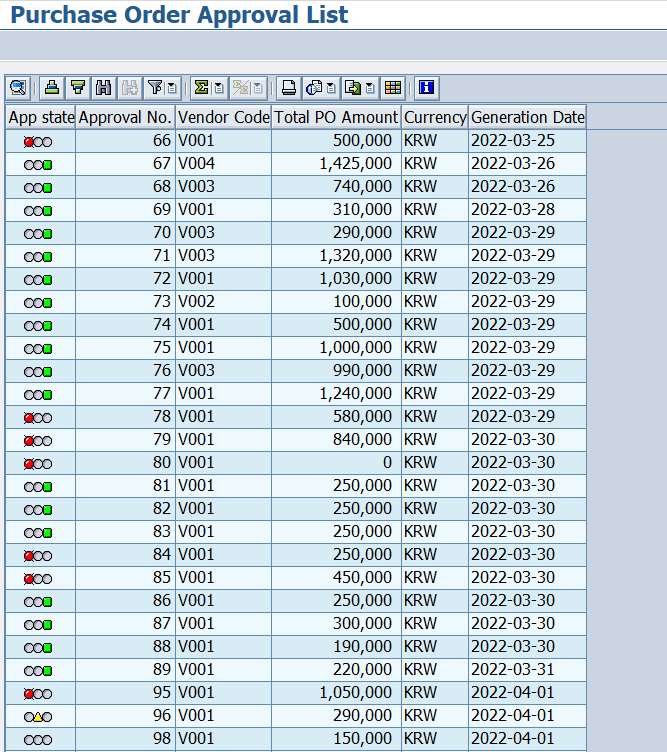 Purchase Order Approval List
App state Approval No. Vendor Code Total PO Amount Currency Generation Date
66 V001 500,000 KRW 2022-03-25
67 V004 1,425,000 KRW 2022-03-26
68 V003 740,000 KRW 2022-03-26
69 V001 310,000 KRW 2022-03-28
70 V003 290,000 KRW 2022-03-29
71 V003 1,320,000 KRW 2022-03-29
72 V001 1,030,000 KRW 2022-03-29
73 V002 100,000 KRW 2022-03-29
74 V001 500,000 KRW 2022-03-29
75 V001 1,000,000 KRW 2022-03-29
76 V003 990,000 KRW 2022-03-29
77 V001 1,240,000 KRW 2022-03-29
78 V001 580,000 KRW 2022-03-29
79 V001 840,000 KRW 2022-03-30
80 V001 0 KRW 2022-03-30
81 V001 250,000 KRW 2022-03-30
82 V001 250,000 KRW 2022-03-30
83 V001 250,000 KRW 2022-03-30
84 V001 250,000 KRW 2022-03-30
85 V001 450,000 KRW 2022-03-30
86 V001 250,000 KRW 2022-03-30
87 V001 300,000 KRW 2022-03-30
88 V001 190,000 KRW 2022-03-30
89 V001 220,000 KRW 2022-03-31
95 V001 1,050,000 KRW 2022-04-01
96 V001 290,000 KRW 2022-04-01
98 V001 150,000 KRW 2022-04-01